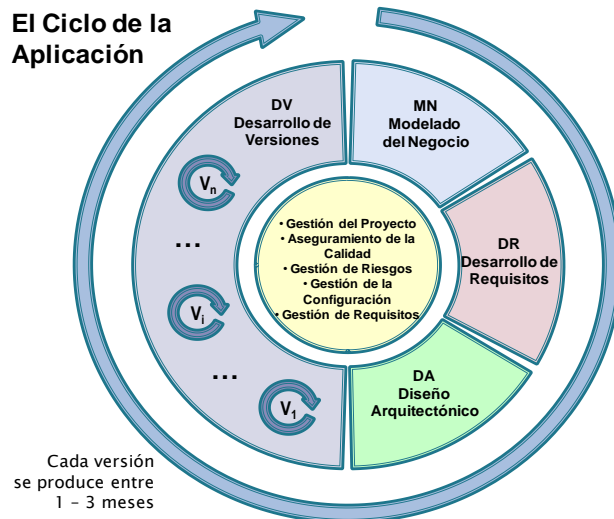 El Ciclo de la
Aplicación
DV
Desarrollo de
Versiones
MN
Modelado
del Negocio
DR
Desarrollo de
Requisitos
DA
Diseño
Arquitectónico
• Gestión del Proyecto
• Aseguramiento de la
Calidad
• Gestión de Riesgos
• Gestión de la
Configuración
• Gestión de Requisitos
Vn
...
Vi
...
V1
Cada versión
se produce entre
1 – 3 meses